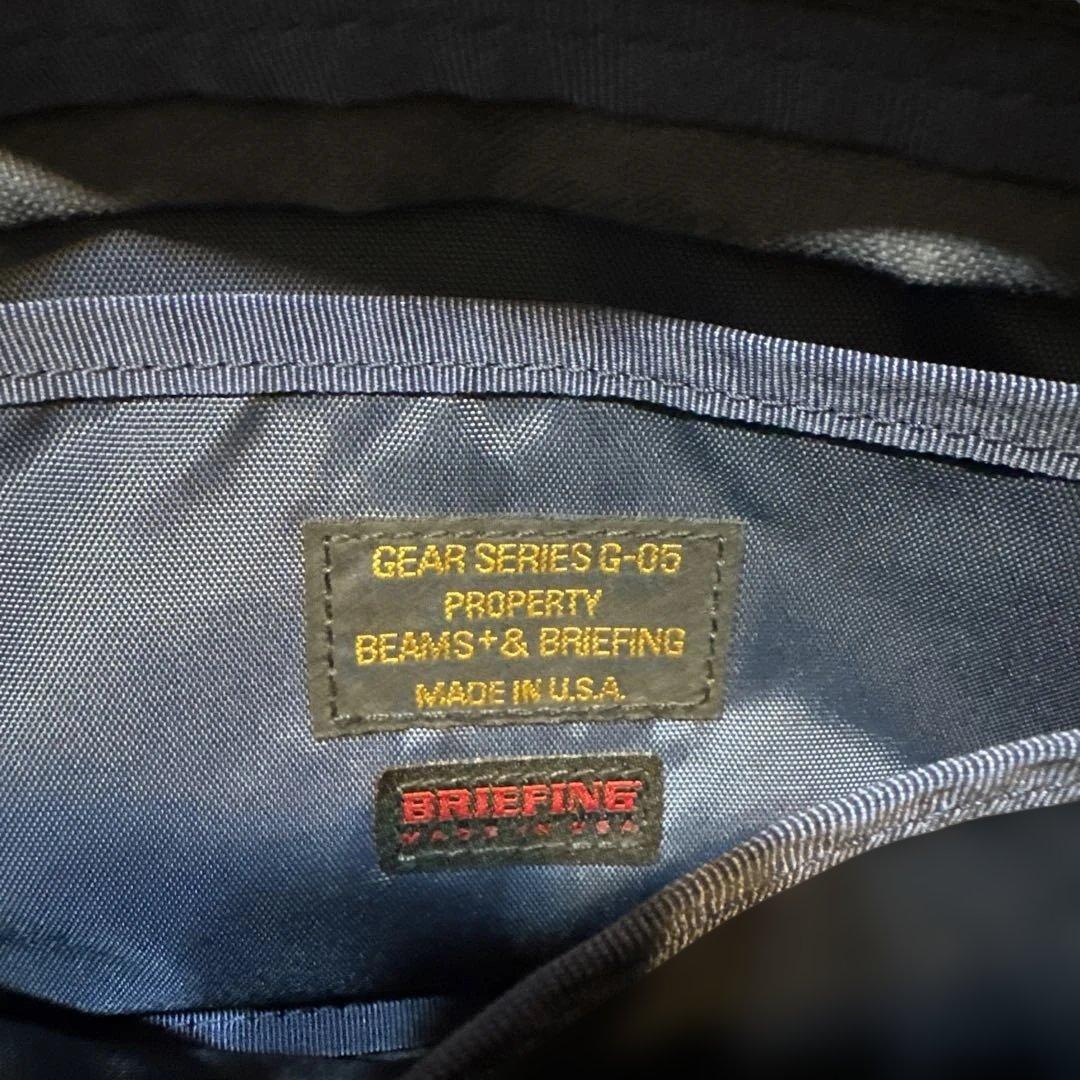 GEAR SERIES G-05
PROPERTY
BEAMS+ & BRIEFING
MADE IN U.S.A.
BRIEFING
MADE IN USA